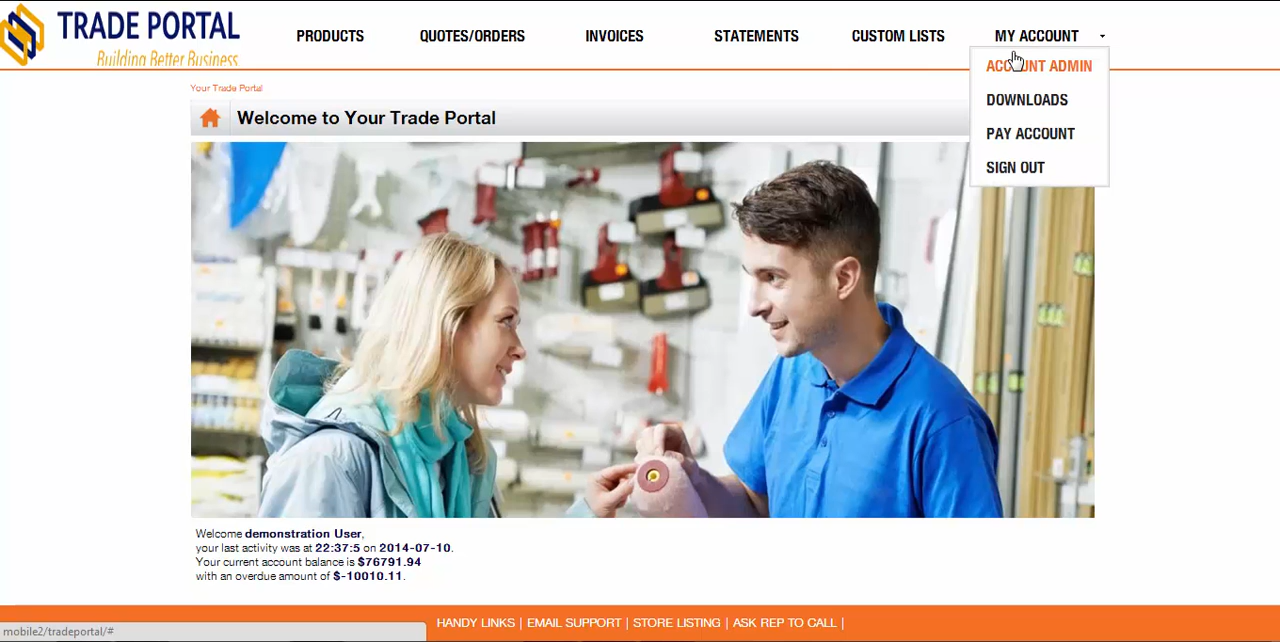 TRADE PORTAL
Building Better Business
PRODUCTS
QUOTES/ORDERS
INVOICES
STATEMENTS
CUSTOM LISTS
MY ACCOUNT
ACCOUNT ADMIN
DOWNLOADS
PAY ACCOUNT
SIGN OUT
Your Trade Portal
Welcome to Your Trade Portal
Welcome demonstration User,
your last activity was at 22:37:5 on 2014-07-10.
Your current account balance is $76791.94
with an overdue amount of $-10010.11.
HANDY LINKS | EMAIL SUPPORT | STORE LISTING | ASK REP TO CALL |
mobile2/tradeportal/#